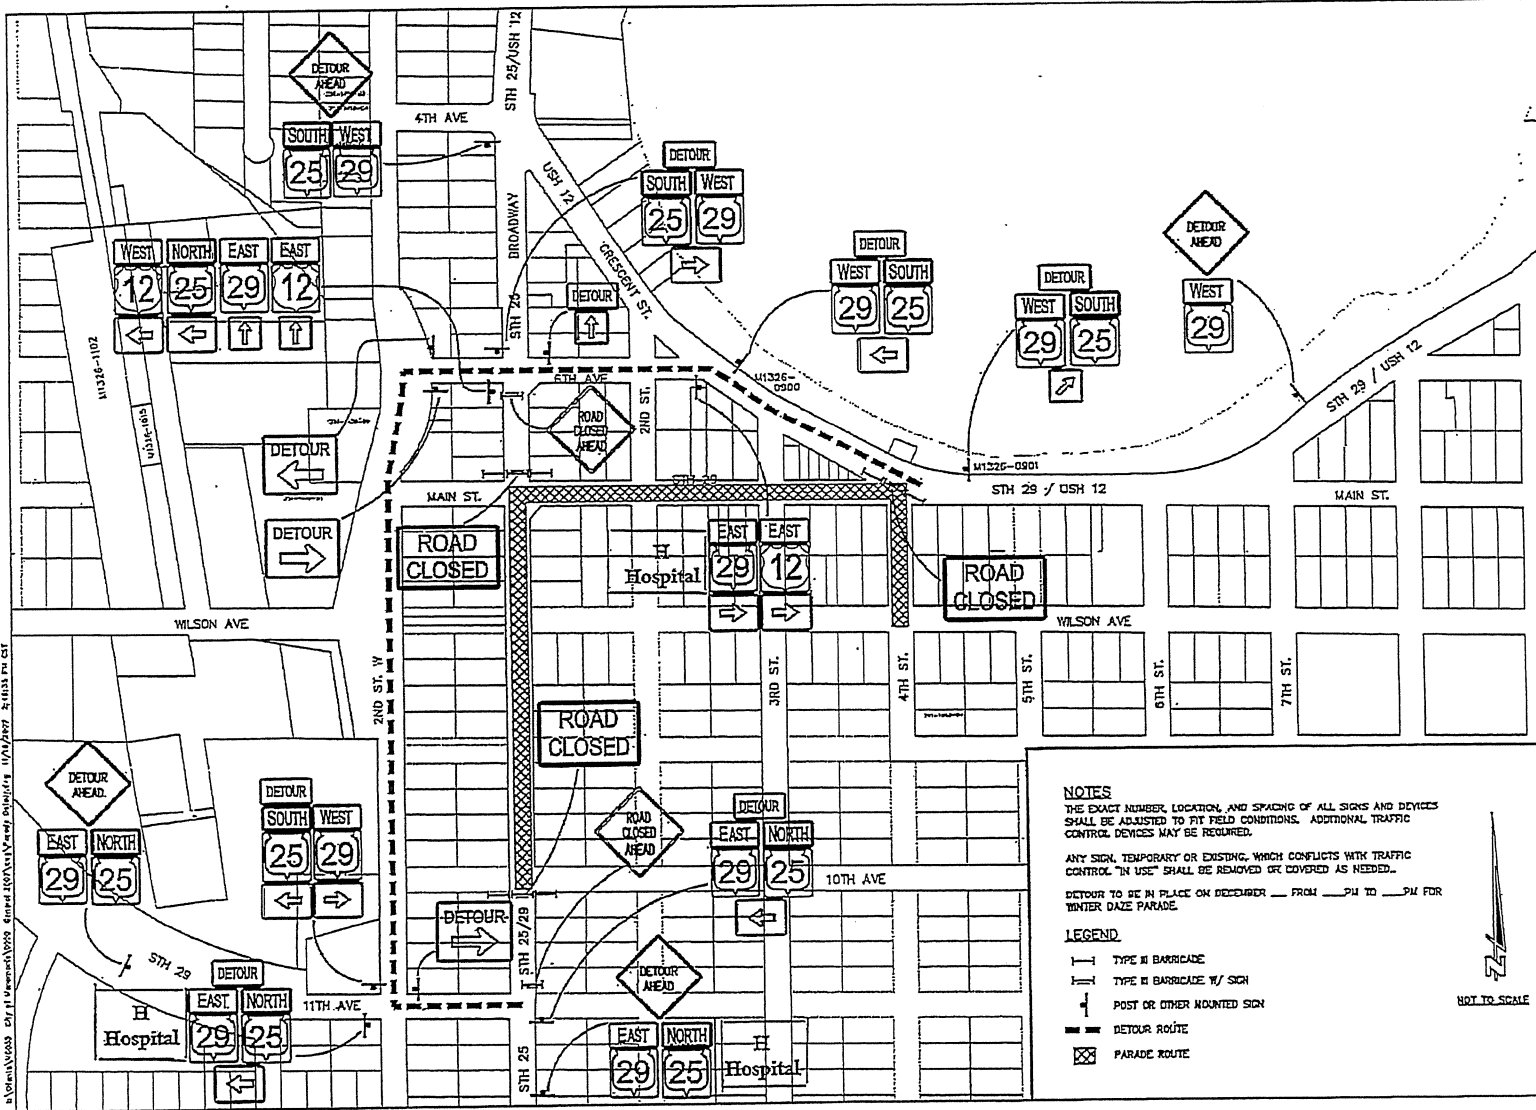 DETOUR
AHEAD
SOUTH WEST
25 29
4TH AVE
STH 25/USH 12
USH 12
CRESCENT ST.
BROADWAY
STH 25
DETOUR
SOUTH WEST
25 29
DETOUR
WEST SOUTH
29 25
DETOUR
WEST SOUTH
29 25
DETOUR
AHEAD
WEST
29
WEST NORTH EAST EAST
12 25 29 12
DETOUR
M1326-1102
M1326-1015
6TH AVE
2ND ST.
M1326-
0900
ROAD
CLOSED
AHEAD
STH 29 / USH 12
DETOUR
DETOUR
MAIN ST.
STH 29
M1326-0901
STH 29 / USH 12
MAIN ST.
ROAD
CLOSED
H
Hospital
EAST EAST
29 12
ROAD
CLOSED
WILSON AVE
WILSON AVE
2ND ST. W
3RD ST.
4TH ST.
5TH ST.
6TH ST.
7TH ST.
ROAD
CLOSED
DETOUR
AHEAD.
EAST NORTH
29 25
DETOUR
SOUTH WEST
25 29
ROAD
CLOSED
AHEAD
DETOUR
EAST NORTH
29 25
10TH AVE
DETOUR
STH 25/29
STH 29
DETOUR
EAST NORTH
29 25
11TH AVE
H
Hospital
DETOUR
AHEAD
EAST NORTH
29 25
H
Hospital
STH 25
NOTES
THE EXACT NUMBER, LOCATION, AND SPACING OF ALL SIGNS AND DEVICES
SHALL BE ADJUSTED TO FIT FIELD CONDITIONS. ADDITIONAL TRAFFIC
CONTROL DEVICES MAY BE REQUIRED.
ANY SIGN, TEMPORARY OR EXISTING, WHICH CONFLICTS WITH TRAFFIC
CONTROL "IN USE" SHALL BE REMOVED OR COVERED AS NEEDED.
DETOUR TO BE IN PLACE ON DECEMBER __ FROM ___PM TO ___PM FOR
WINTER DAZE PARADE.
LEGEND
TYPE III BARRICADE
TYPE III BARRICADE W/ SIGN
POST OR OTHER MOUNTED SIGN
DETOUR ROUTE
PARADE ROUTE
N
NOT TO SCALE